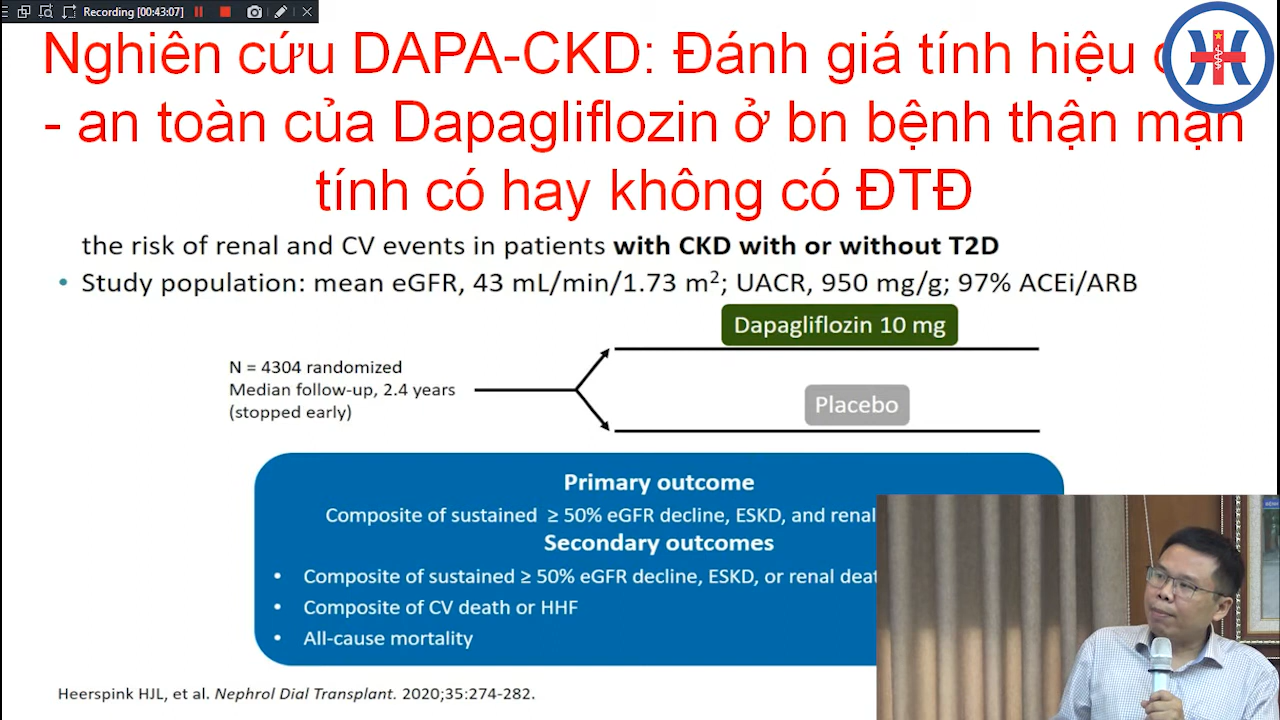 Recording [00:43:07]
Nghiên cứu DAPA-CKD: Đánh giá tính hiệu
- an toàn của Dapagliflozin ở bn bệnh thận mạn
tính có hay không có ĐTĐ
the risk of renal and CV events in patients with CKD with or without T2D
• Study population: mean eGFR, 43 mL/min/1.73 m²; UACR, 950 mg/g; 97% ACEi/ARB
Dapagliflozin 10 mg
N = 4304 randomized
Median follow-up, 2.4 years
(stopped early)
Placebo
Primary outcome
Composite of sustained ≥ 50% eGFR decline, ESKD, and renal
Secondary outcomes
• Composite of sustained ≥ 50% eGFR decline, ESKD, or renal
• Composite of CV death or HHF
• All-cause mortality
Heerspink HJL, et al. Nephrol Dial Transplant. 2020;35:274-282.